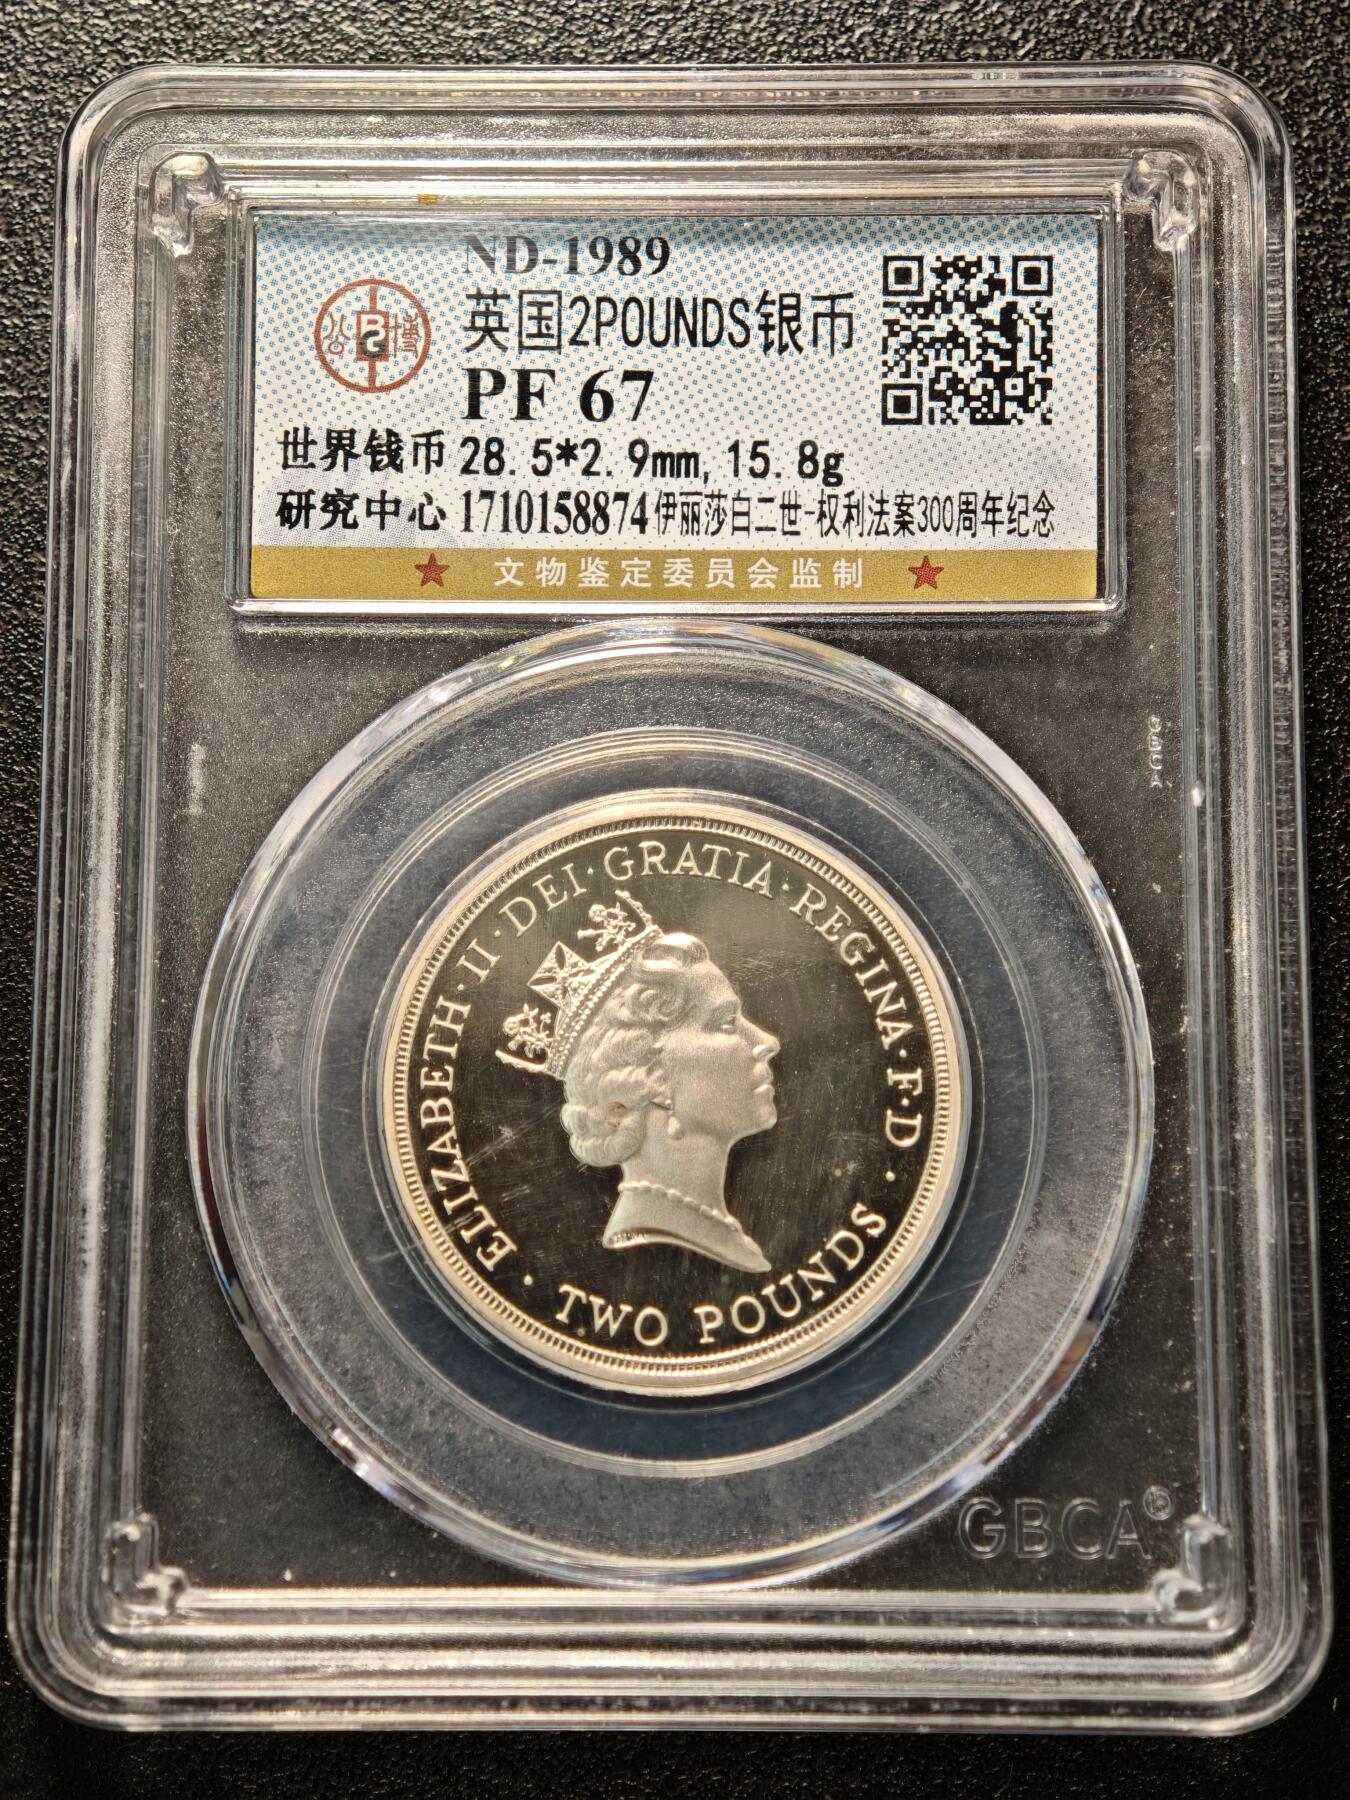 ND-1989
公博
英国2POUNDS银币
PF 67
世界钱币 28.5*2.9mm,15.8g
研究中心 1710158874伊丽莎白二世-权利法案300周年纪念
★ 文物鉴定委员会监制 ★
ELIZABETH·II·DEI·GRATIA·REGINA·F·D·
TWO POUNDS
GBCA®